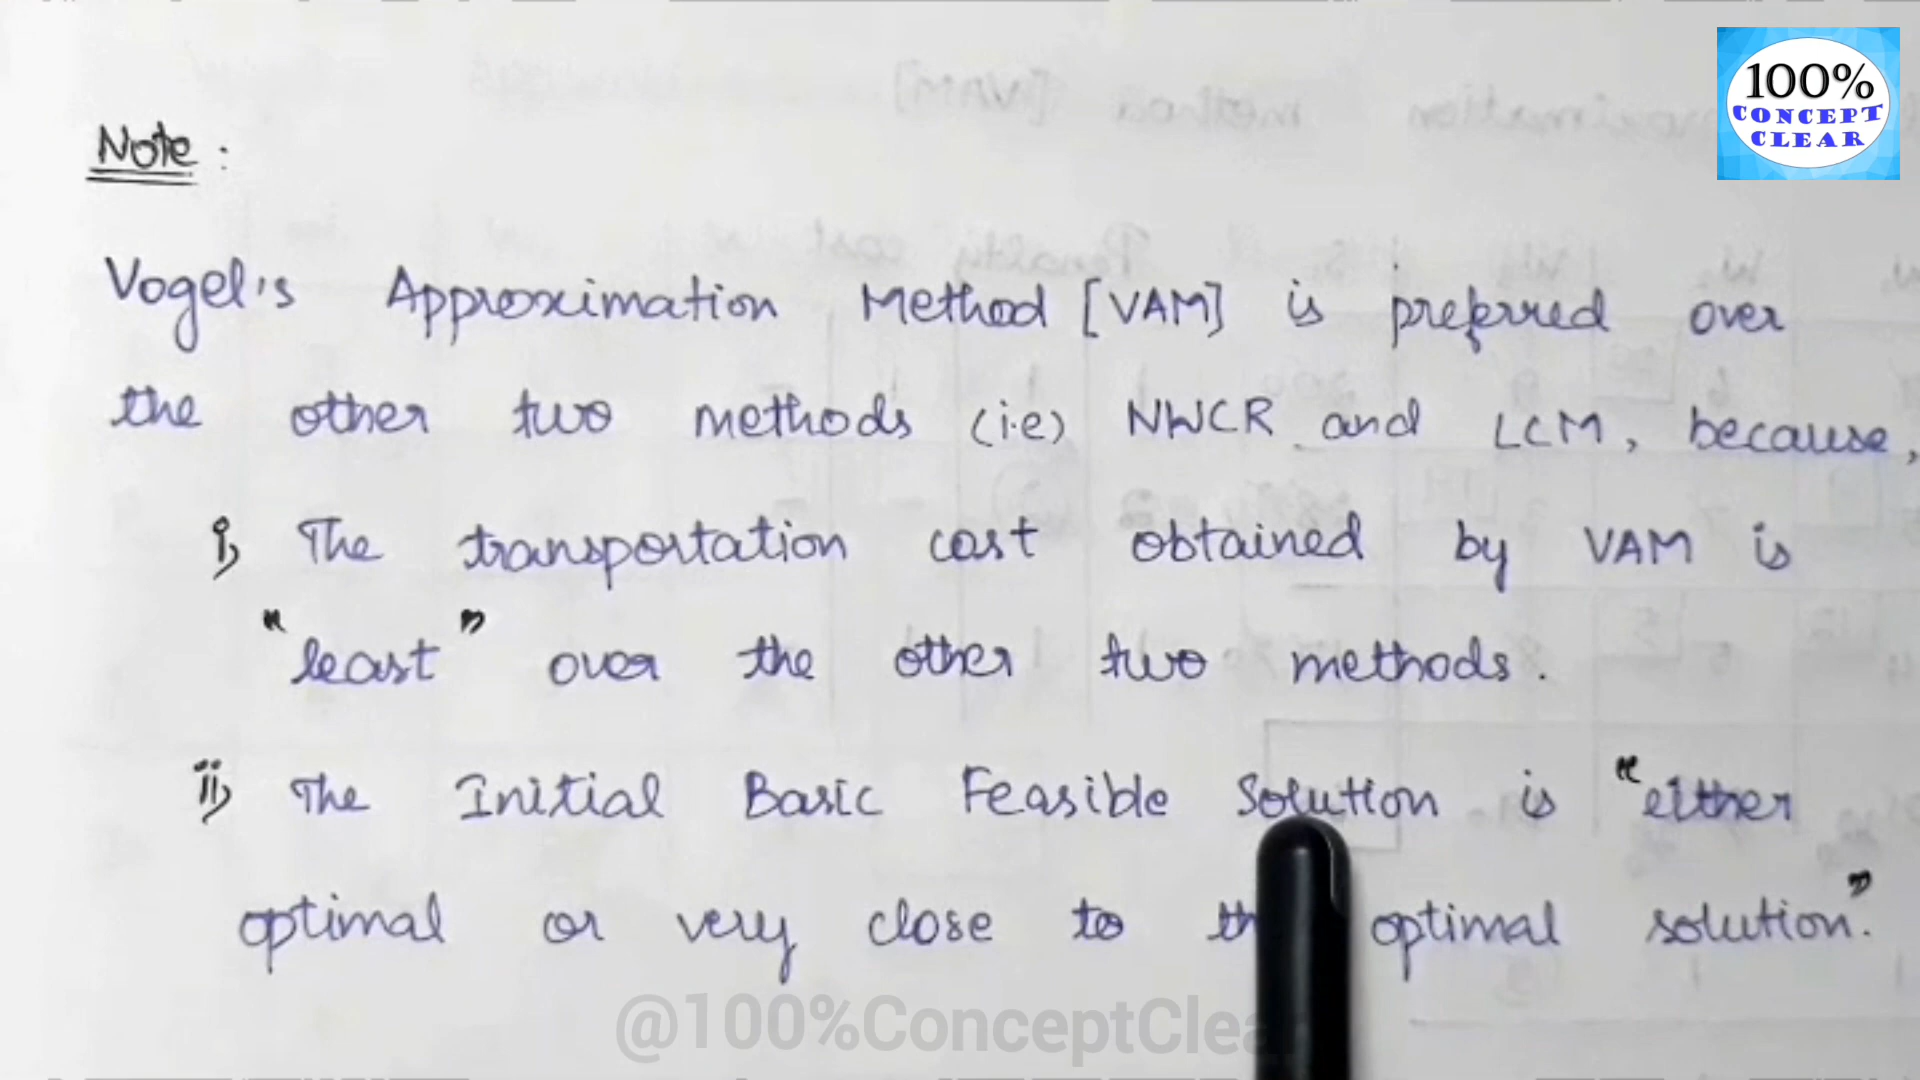 100%
CONCEPT
CLEAR
Note :
Vogel's Approximation Method [VAM] is preferred over
the other two methods (i.e) NWCR and LCM, because,
i) The transportation cost obtained by VAM is
"least" over the other two methods.
ii) The Initial Basic Feasible Solution is "either
optimal or very close to th optimal solution".
@100%ConceptClea